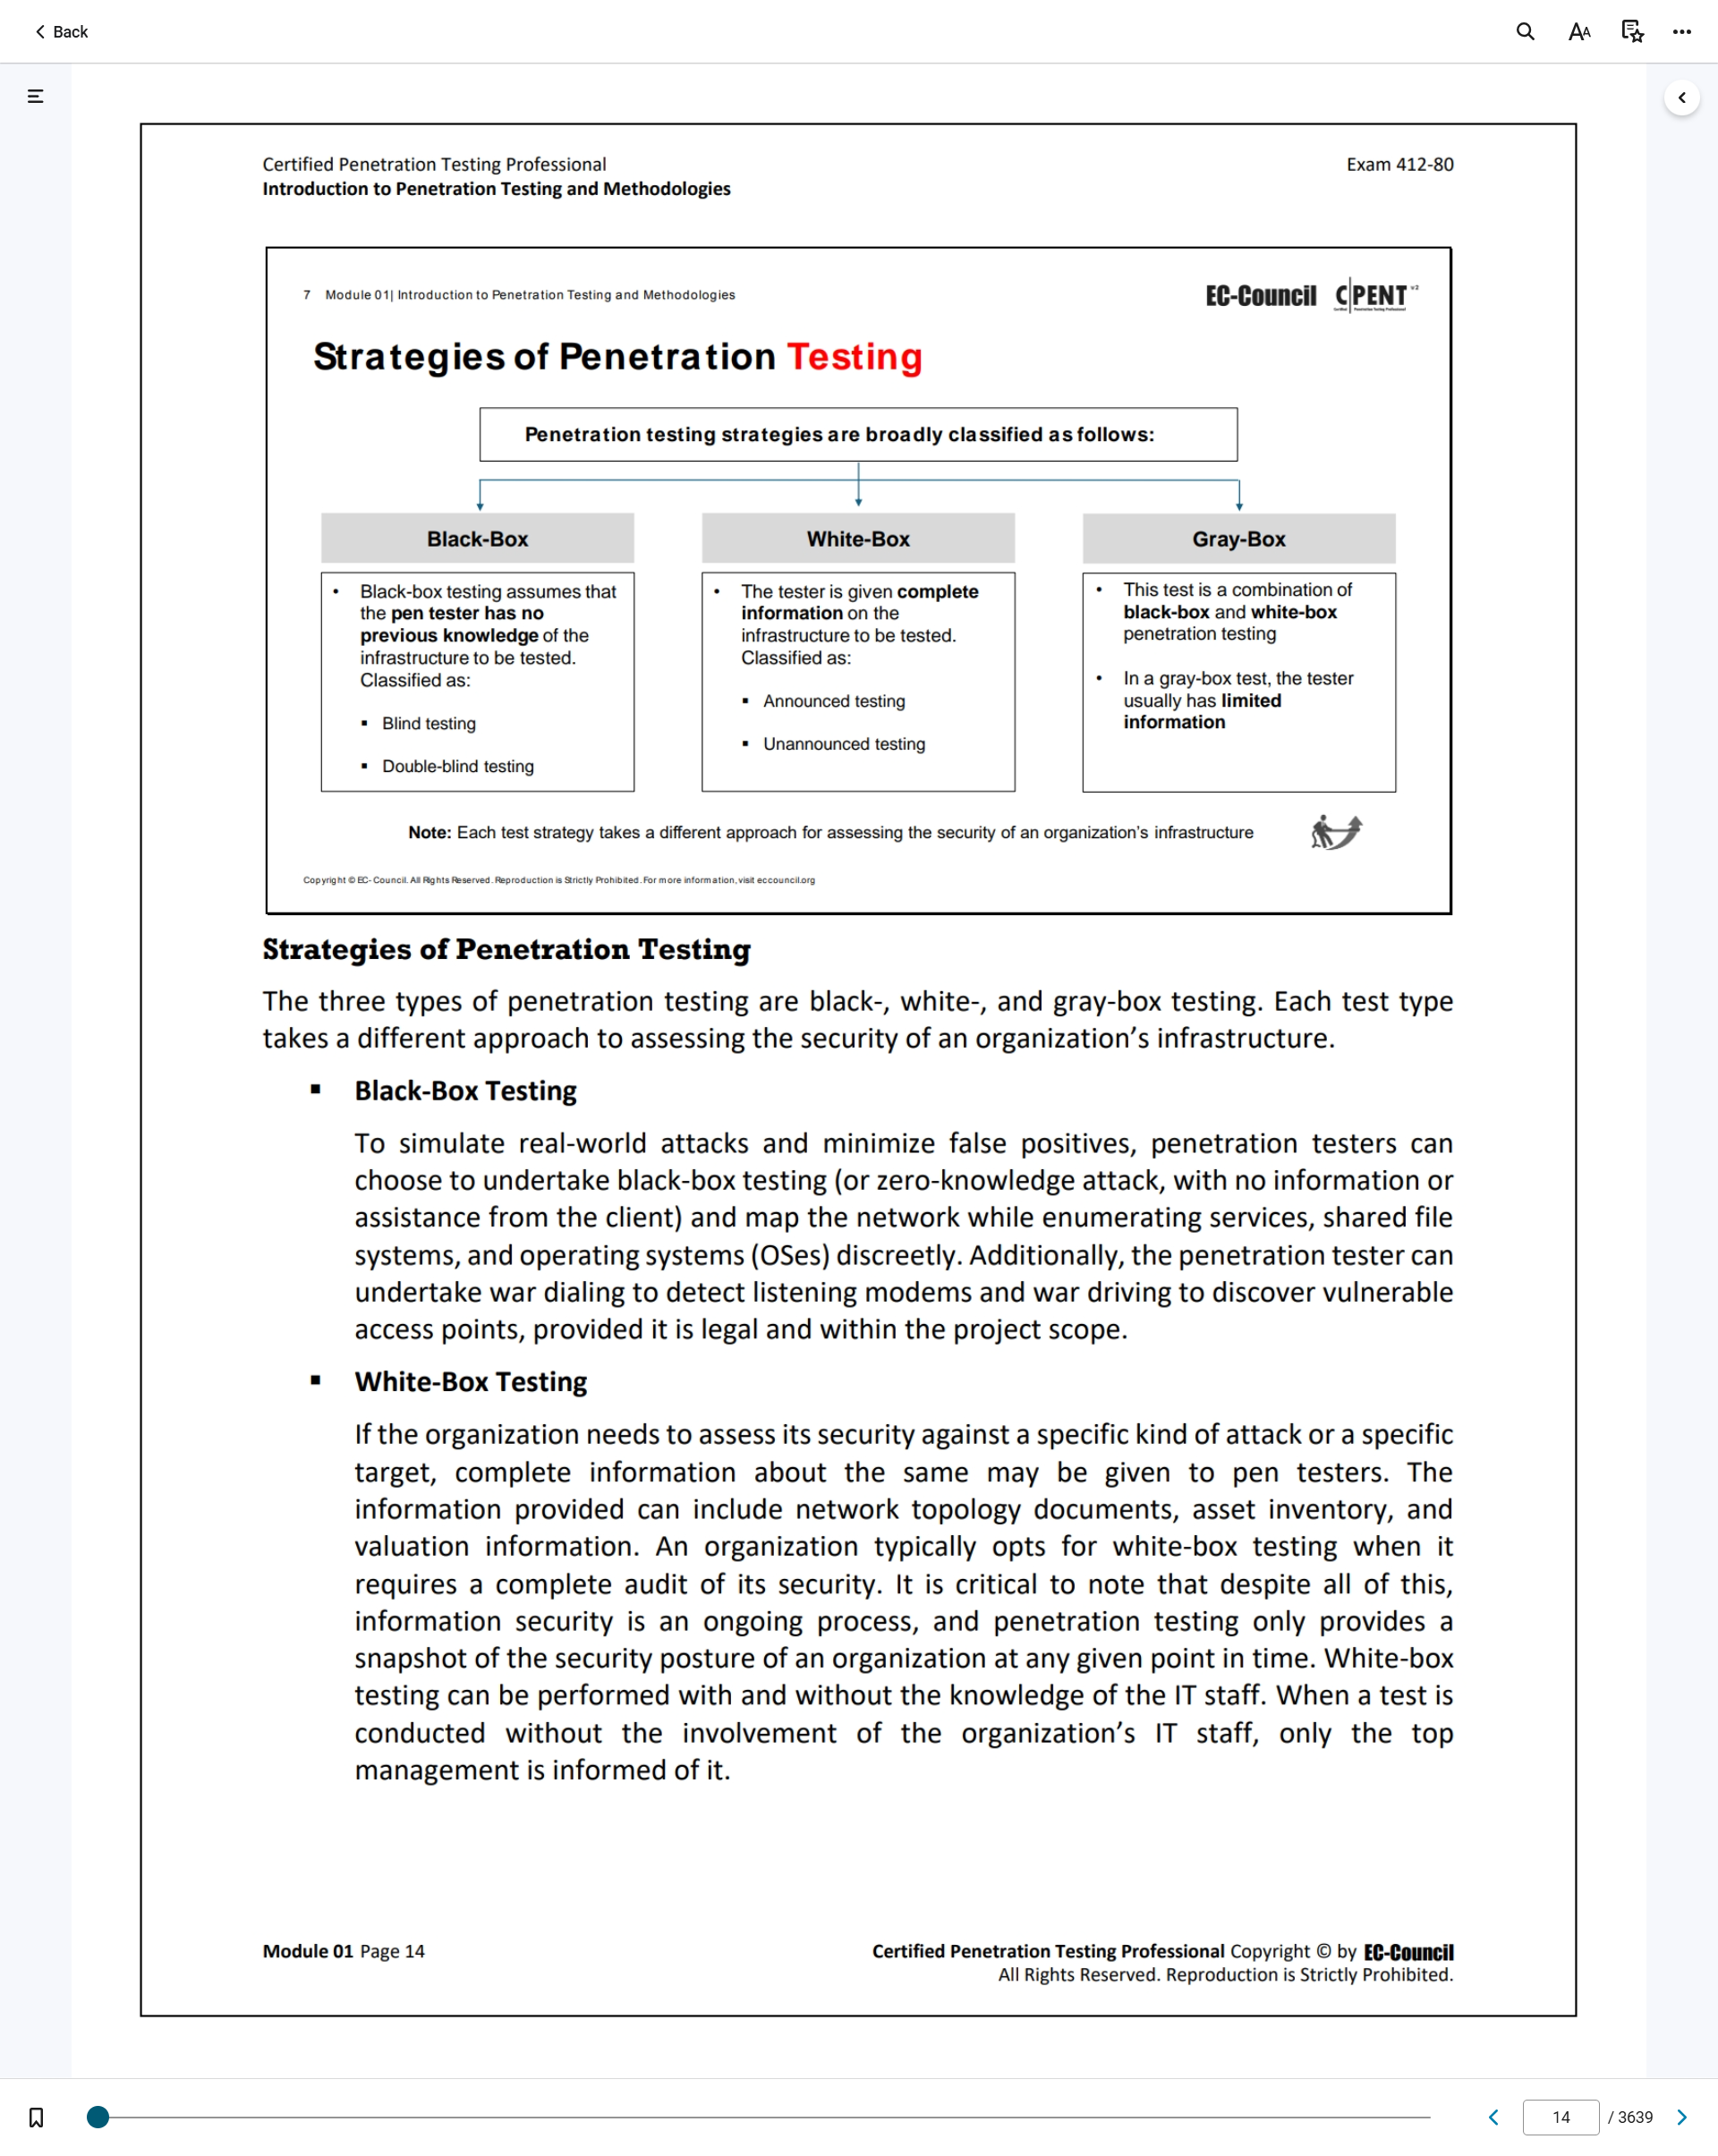 Back
Certified Penetration Testing Professional
Exam 412-80
Introduction to Penetration Testing and Methodologies
7 Module 01| Introduction to Penetration Testing and Methodologies
EC-Council C|PENT v2
Strategies of Penetration Testing
Penetration testing strategies are broadly classified as follows:
Black-Box
• Black-box testing assumes that
the pen tester has no
previous knowledge of the
infrastructure to be tested.
Classified as:
▪ Blind testing
▪ Double-blind testing
White-Box
• The tester is given complete
information on the
infrastructure to be tested.
Classified as:
▪ Announced testing
▪ Unannounced testing
Gray-Box
• This test is a combination of
black-box and white-box
penetration testing
• In a gray-box test, the tester
usually has limited
information
Note: Each test strategy takes a different approach for assessing the security of an organization's infrastructure
Copyright © EC-Council. All Rights Reserved. Reproduction is Strictly Prohibited. For more information, visit eccouncil.org
Strategies of Penetration Testing
The three types of penetration testing are black-, white-, and gray-box testing. Each test type
takes a different approach to assessing the security of an organization's infrastructure.
▪ Black-Box Testing
To simulate real-world attacks and minimize false positives, penetration testers can
choose to undertake black-box testing (or zero-knowledge attack, with no information or
assistance from the client) and map the network while enumerating services, shared file
systems, and operating systems (OSes) discreetly. Additionally, the penetration tester can
undertake war dialing to detect listening modems and war driving to discover vulnerable
access points, provided it is legal and within the project scope.
▪ White-Box Testing
If the organization needs to assess its security against a specific kind of attack or a specific
target, complete information about the same may be given to pen testers. The
information provided can include network topology documents, asset inventory, and
valuation information. An organization typically opts for white-box testing when it
requires a complete audit of its security. It is critical to note that despite all of this,
information security is an ongoing process, and penetration testing only provides a
snapshot of the security posture of an organization at any given point in time. White-box
testing can be performed with and without the knowledge of the IT staff. When a test is
conducted without the involvement of the organization's IT staff, only the top
management is informed of it.
Module 01 Page 14
Certified Penetration Testing Professional Copyright © by EC-Council
All Rights Reserved. Reproduction is Strictly Prohibited.
14 / 3639